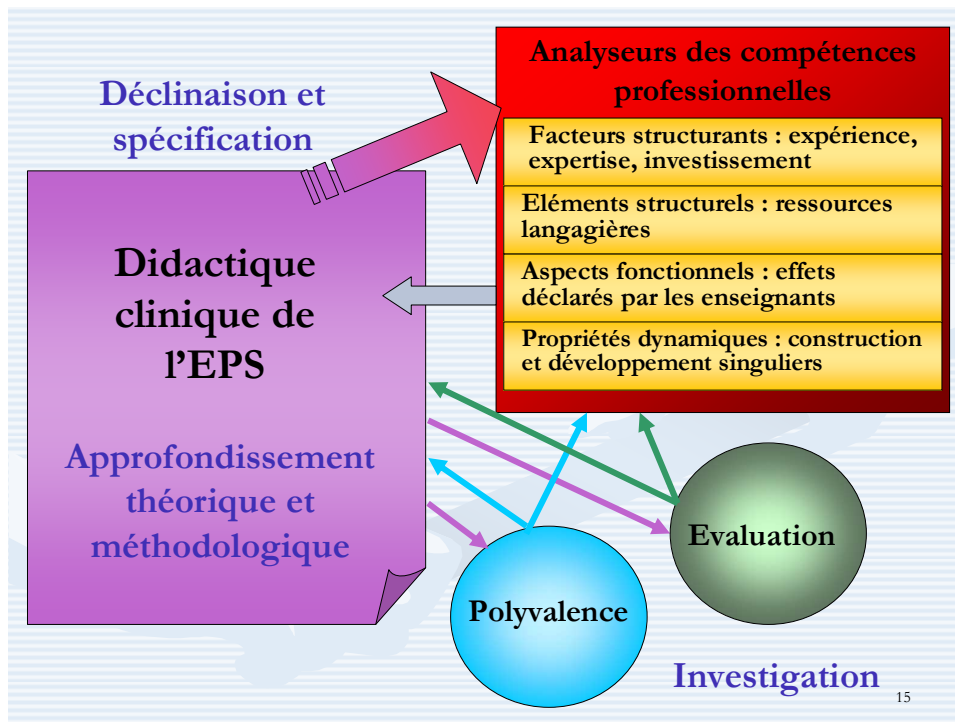 Déclinaison et
spécification
Didactique
clinique de
l’EPS
Approfondissement
théorique et
méthodologique
Analyseurs des compétences
professionnelles
Facteurs structurants : expérience,
expertise, investissement
Eléments structurels : ressources
langagières
Aspects fonctionnels : effets
déclarés par les enseignants
Propriétés dynamiques : construction
et développement singuliers
Evaluation
Polyvalence
Investigation
15